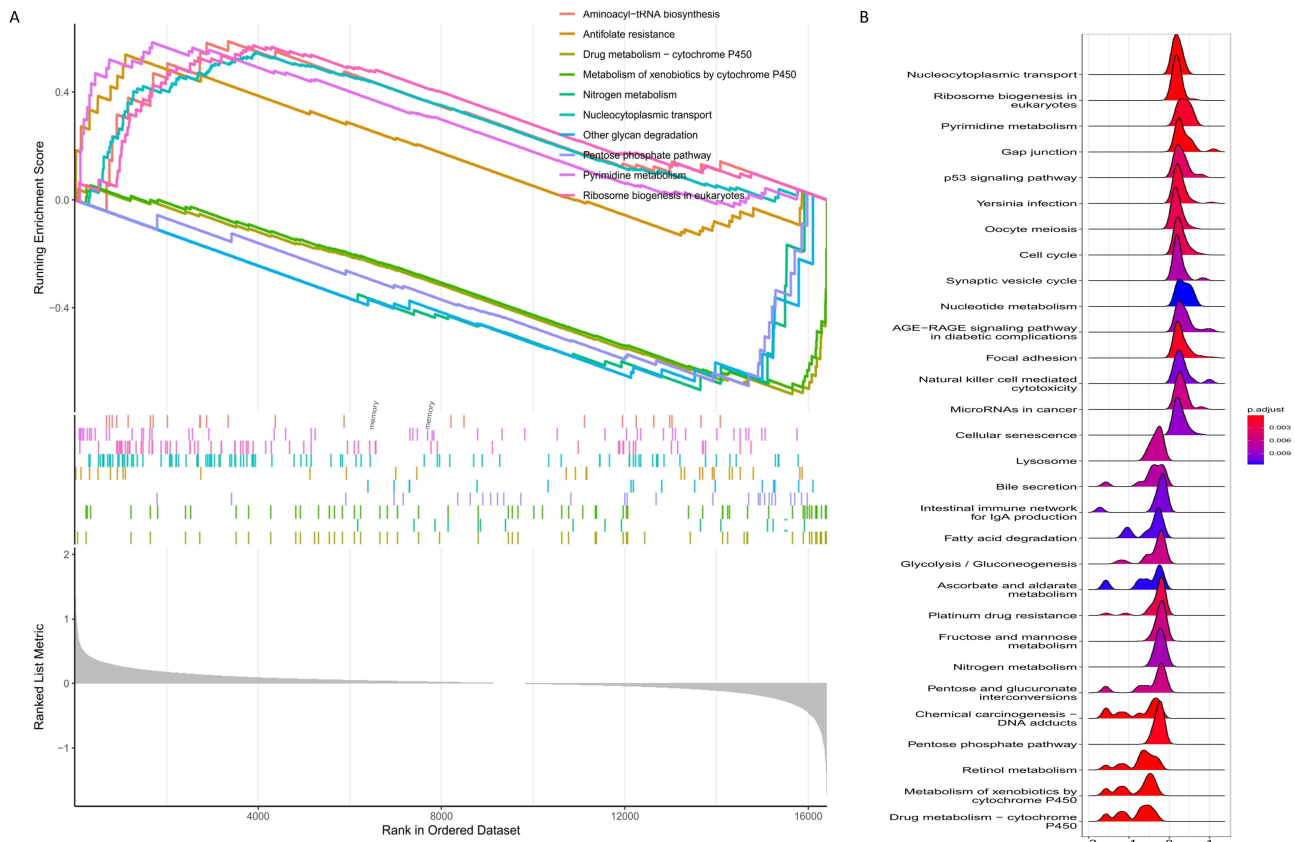 A
Aminoacyl−tRNA biosynthesis
Antifolate resistance
Drug metabolism − cytochrome P450
Metabolism of xenobiotics by cytochrome P450
Nitrogen metabolism
Nucleocytoplasmic transport
Other glycan degradation
Pentose phosphate pathway
Pyrimidine metabolism
Ribosome biogenesis in eukaryotes
Running Enrichment Score
0.4
0.0
−0.4
memory
memory
Ranked List Metric
2
1
0
−1
4000
8000
12000
16000
Rank in Ordered Dataset
B
Nucleocytoplasmic transport
Ribosome biogenesis in
eukaryotes
Pyrimidine metabolism
Gap junction
p53 signaling pathway
Yersinia infection
Oocyte meiosis
Cell cycle
Synaptic vesicle cycle
Nucleotide metabolism
AGE−RAGE signaling pathway
in diabetic complications
Focal adhesion
Natural killer cell mediated
cytotoxicity
MicroRNAs in cancer
Cellular senescence
Lysosome
Bile secretion
Intestinal immune network
for IgA production
Fatty acid degradation
Glycolysis / Gluconeogenesis
Ascorbate and aldarate
metabolism
Platinum drug resistance
Fructose and mannose
metabolism
Nitrogen metabolism
Pentose and glucuronate
interconversions
Chemical carcinogenesis −
DNA adducts
Pentose phosphate pathway
Retinol metabolism
Metabolism of xenobiotics by
cytochrome P450
Drug metabolism − cytochrome
P450
p.adjust
0.003
0.006
0.009